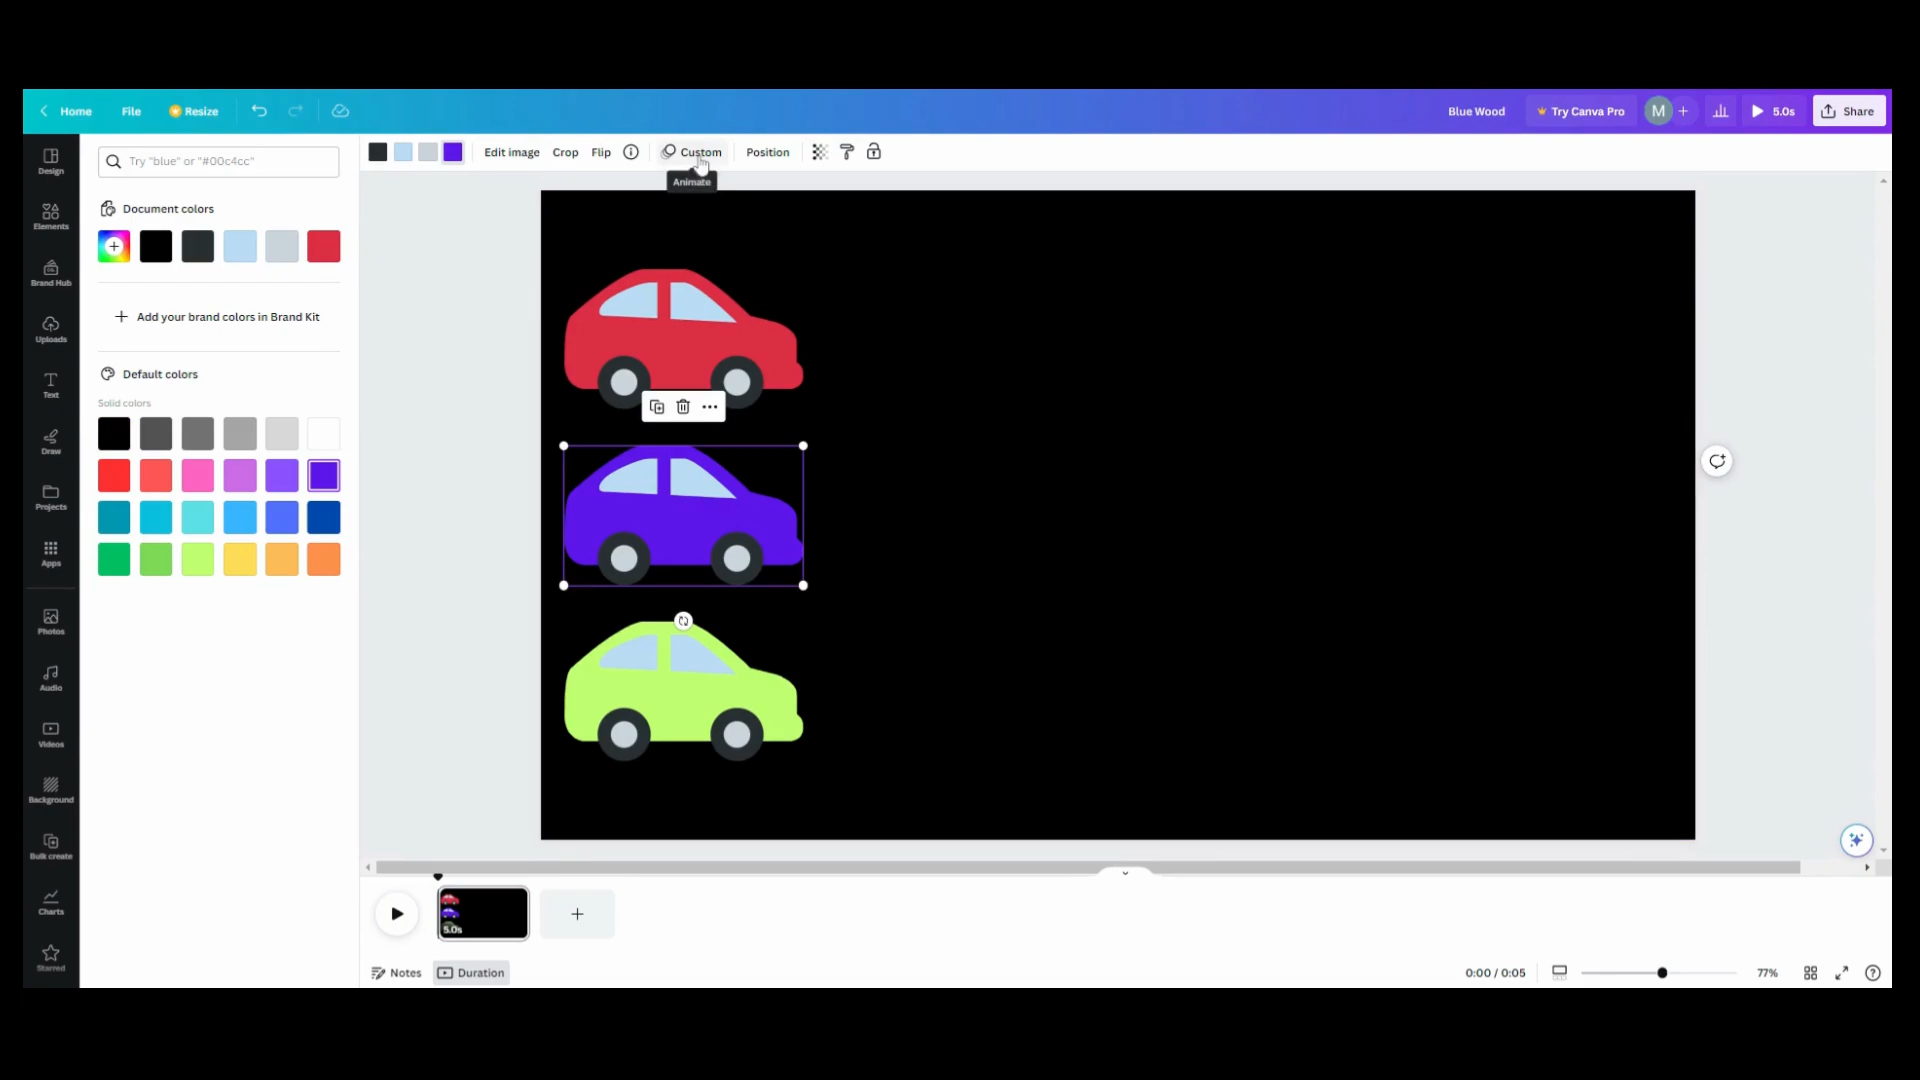 Home File Resize Blue Wood Try Canva Pro M 5.0s Share
Design
Elements
Brand Hub
Uploads
Text
Draw
Projects
Apps
Photos
Audio
Videos
Background
Bulk create
Charts
Starred
Try "blue" or "#00c4cc"
Document colors
Add your brand colors in Brand Kit
Default colors
Solid colors
Edit image Crop Flip Custom Position
Animate
5.0s
Notes Duration 0:00 / 0:05 77%